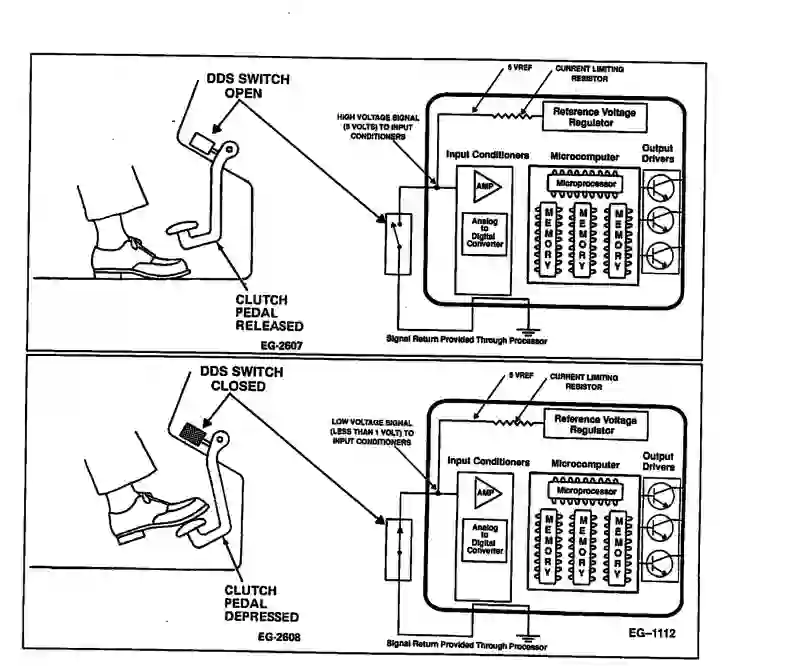 DDS SWITCH
OPEN
5 VREF
CURRENT LIMITING
RESISTOR
HIGH VOLTAGE SIGNAL
(5 VOLTS) TO INPUT
CONDITIONERS
Reference Voltage
Regulator
Input Conditioners
Microcomputer
Output
Drivers
AMP
Microprocessor
Analog
to
Digital
Converter
MEMORY
MEMORY
MEMORY
CLUTCH
PEDAL
RELEASED
EG-2607
Signal Return Provided Through Processor
DDS SWITCH
CLOSED
5 VREF
CURRENT LIMITING
RESISTOR
LOW VOLTAGE SIGNAL
(LESS THAN 1 VOLT) TO
INPUT CONDITIONERS
Reference Voltage
Regulator
Input Conditioners
Microcomputer
Output
Drivers
AMP
Microprocessor
Analog
to
Digital
Converter
MEMORY
MEMORY
MEMORY
CLUTCH
PEDAL
DEPRESSED
EG-2608
EG–1112
Signal Return Provided Through Processor